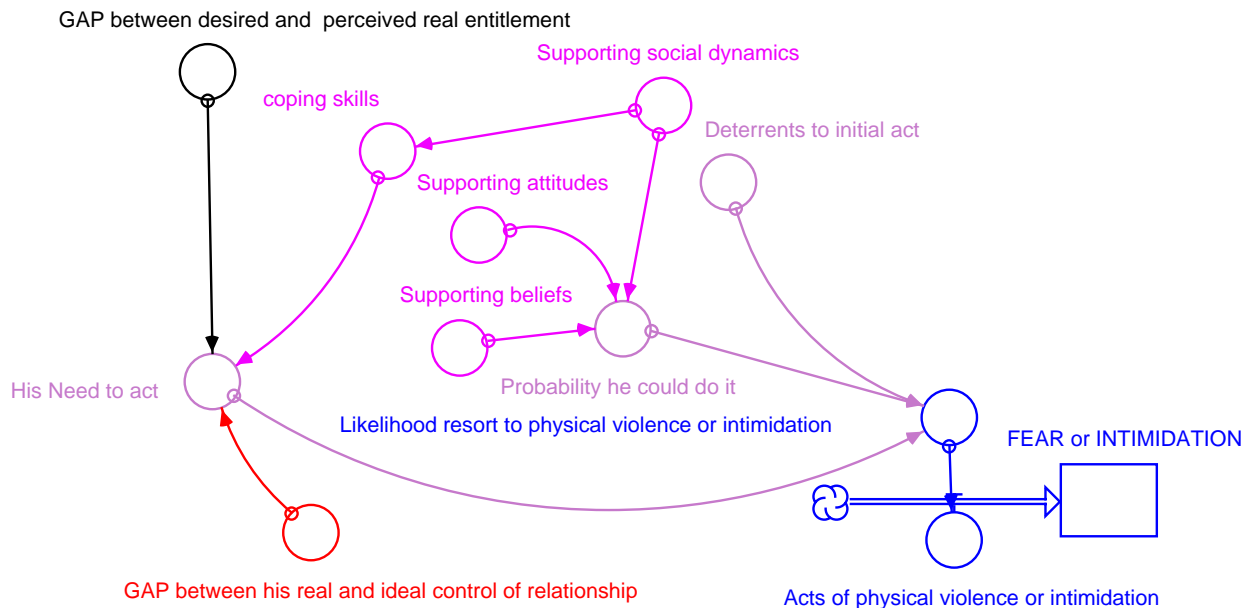 GAP between desired and  perceived real entitlement
Supporting social dynamics
coping skills
Deterrents to initial act
Supporting attitudes
Supporting beliefs
His Need to act
Probability he could do it
Likelihood resort to physical violence or intimidation
FEAR or INTIMIDATION
GAP between his real and ideal control of relationship
Acts of physical violence or intimidation